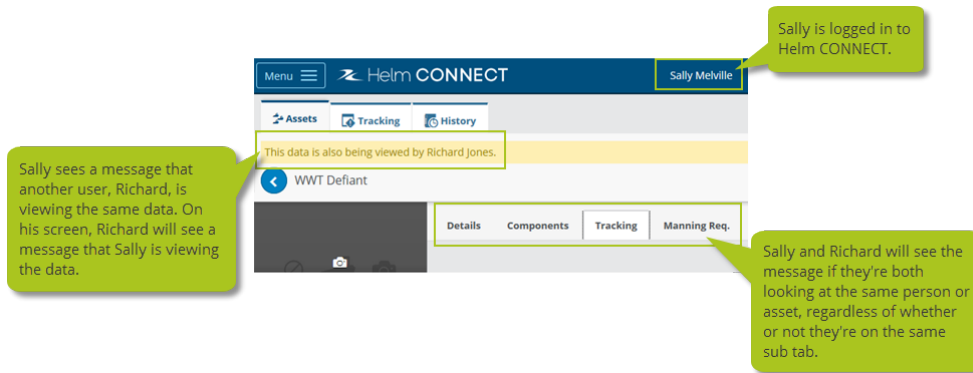 Sally is logged in to
Helm CONNECT.
Menu
Helm CONNECT
Sally Melville
Assets
Tracking
History
This data is also being viewed by Richard Jones.
WWT Defiant
Sally sees a message that
another user, Richard, is
viewing the same data. On
his screen, Richard will see a
message that Sally is viewing
the data.
Details
Components
Tracking
Manning Req.
Sally and Richard will see the
message if they're both
looking at the same person or
asset, regardless of whether
or not they're on the same
sub tab.